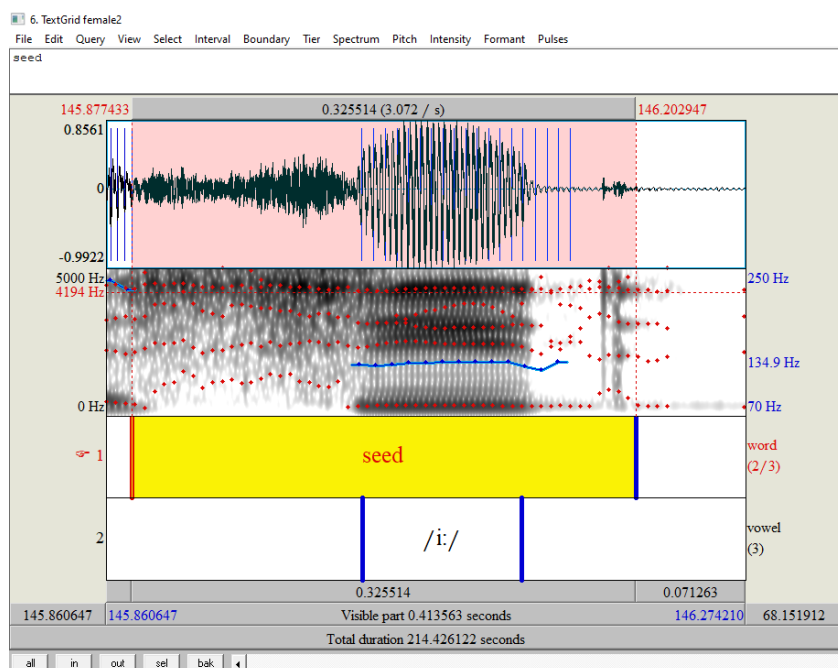 6. TextGrid female2
File Edit Query View Select Interval Boundary Tier Spectrum Pitch Intensity Formant Pulses
seed
145.877433 0.325514 (3.072 / s) 146.202947
0.8561
0
-0.9922
5000 Hz 250 Hz
4194 Hz
134.9 Hz
0 Hz 70 Hz
1 seed word
(2/3)
2 /i:/ vowel
(3)
0.325514 0.071263
145.860647 145.860647 Visible part 0.413563 seconds 146.274210 68.151912
Total duration 214.426122 seconds
all in out sel bak